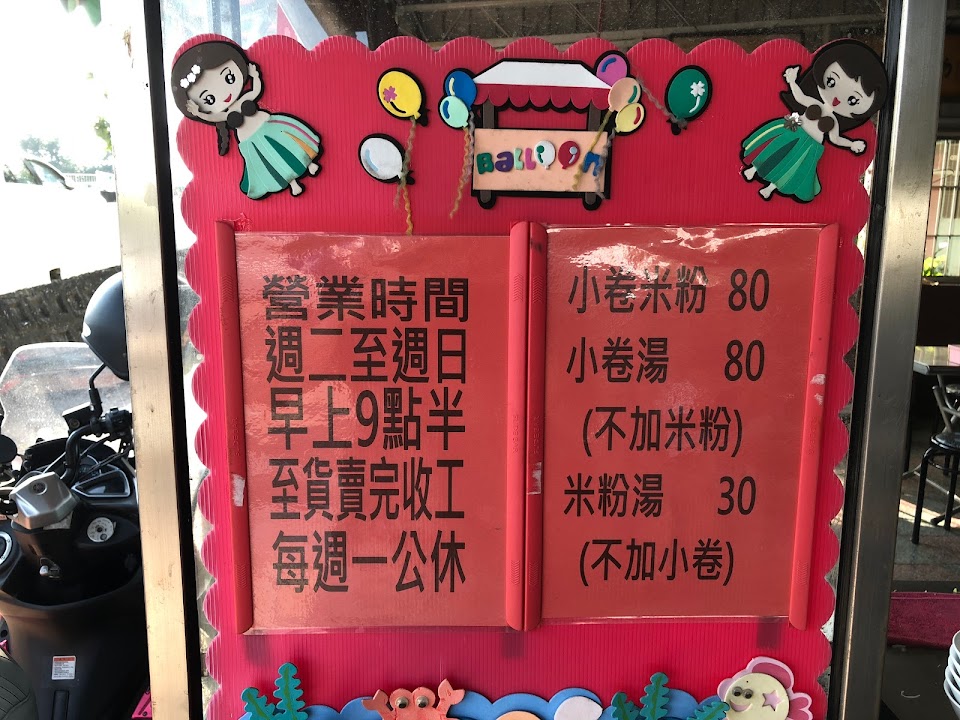 Balloon
營業時間
週二至週日
早上9點半
至貨賣完收工
每週一公休
小卷米粉 80
小卷湯 80
(不加米粉)
米粉湯 30
(不加小卷)